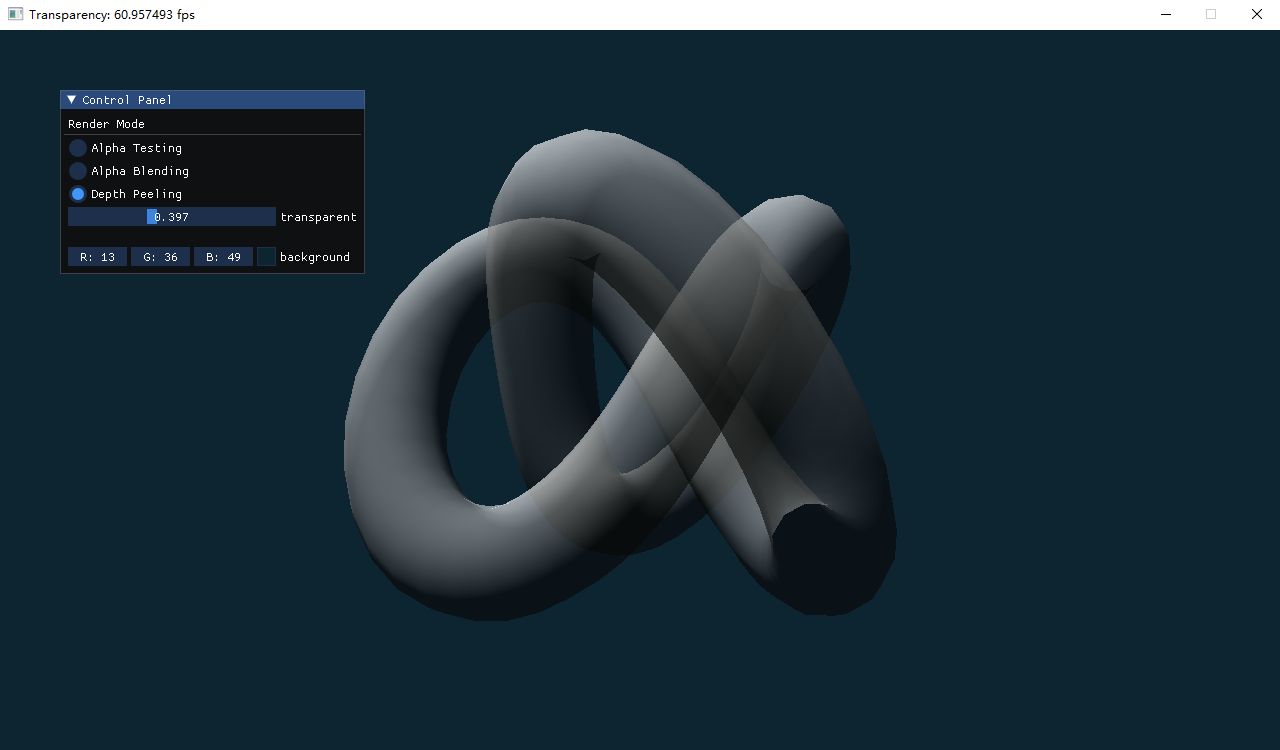 Transparency: 60.957493 fps
Control Panel
Render Mode
Alpha Testing
Alpha Blending
Depth Peeling
0.397 transparent
R: 13 G: 36 B: 49 background